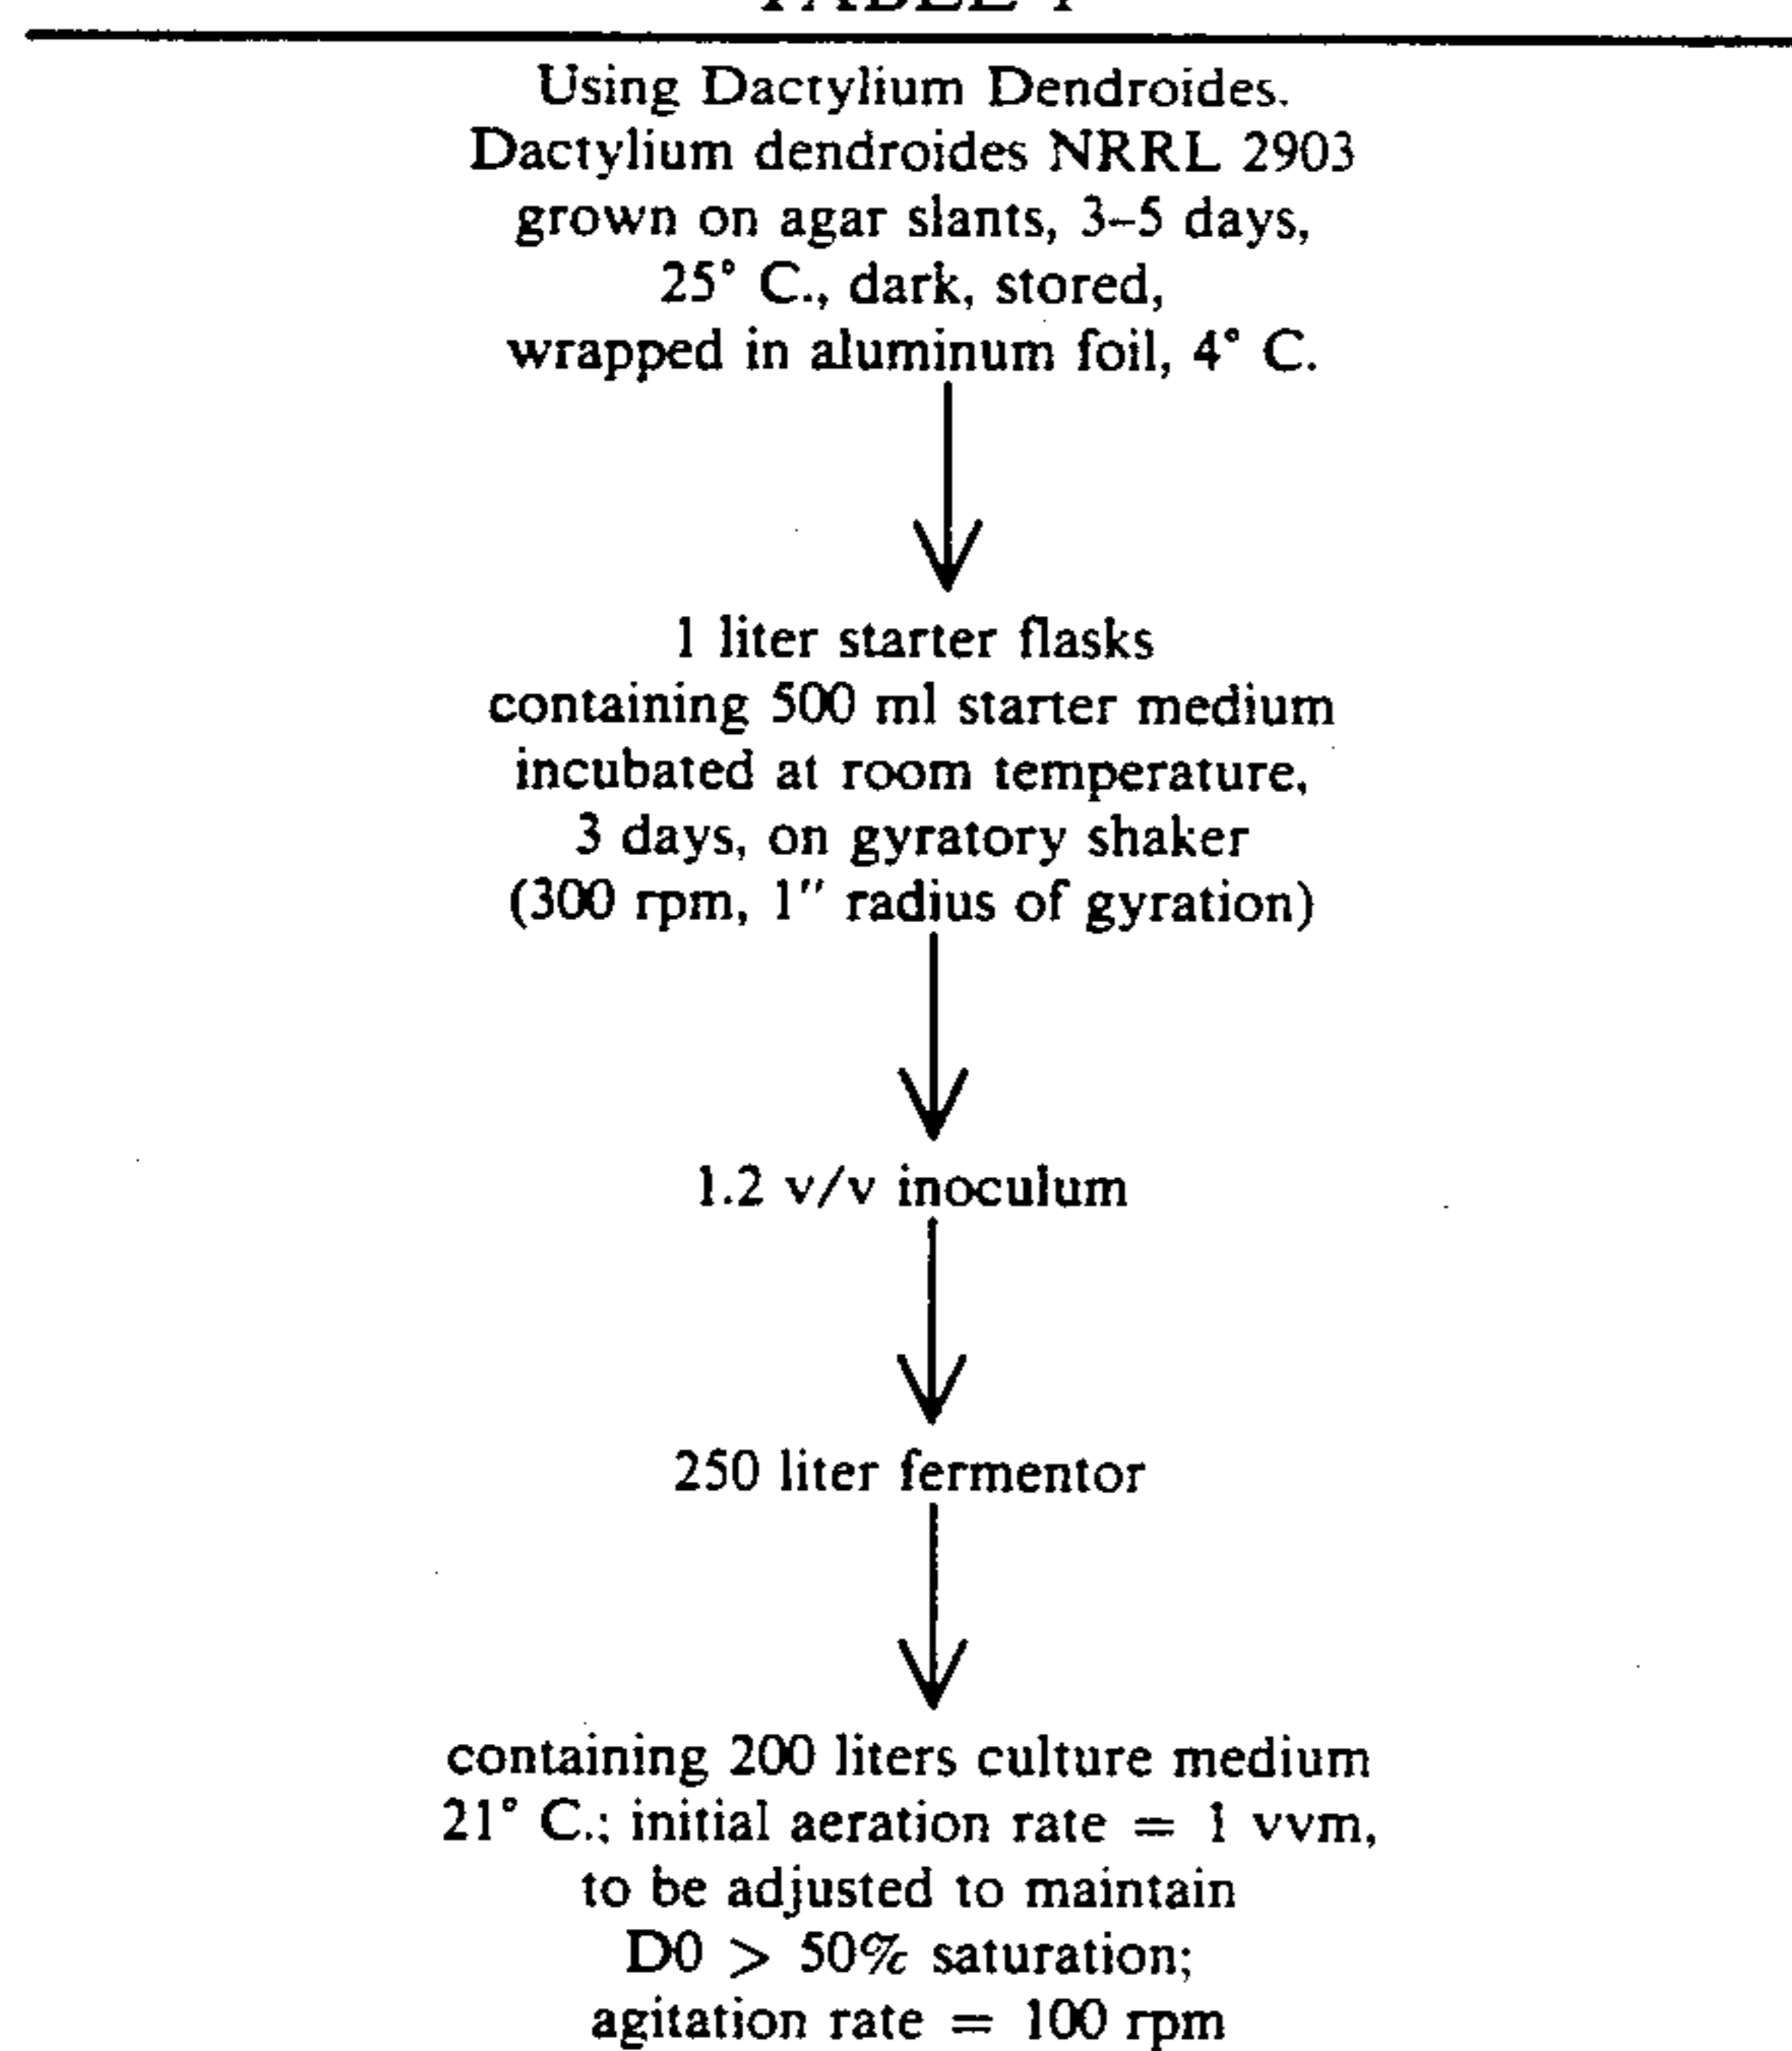 Using Dactylium Dendroides.
Dactylium dendroides NRRL 2903
grown on agar slants, 3–5 days,
25° C., dark, stored,
wrapped in aluminum foil, 4° C.
1 liter starter flasks
containing 500 ml starter medium
incubated at room temperature,
3 days, on gyratory shaker
(300 rpm, 1" radius of gyration)
1.2 v/v inoculum
250 liter fermentor
containing 200 liters culture medium
21° C.; initial aeration rate = 1 vvm,
to be adjusted to maintain
D0 > 50% saturation;
agitation rate = 100 rpm